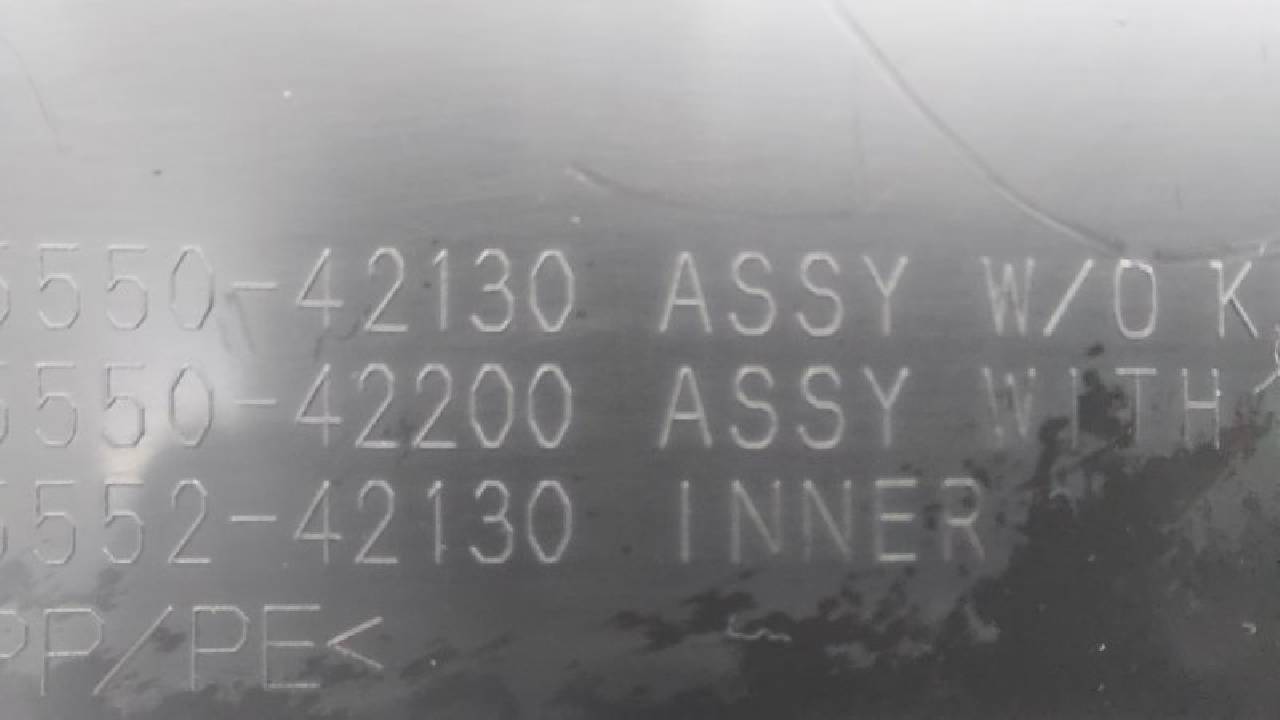 5550-42130 ASSY W/O K
5550-42200 ASSY WITH
5552-42130 INNER
PP/PE<